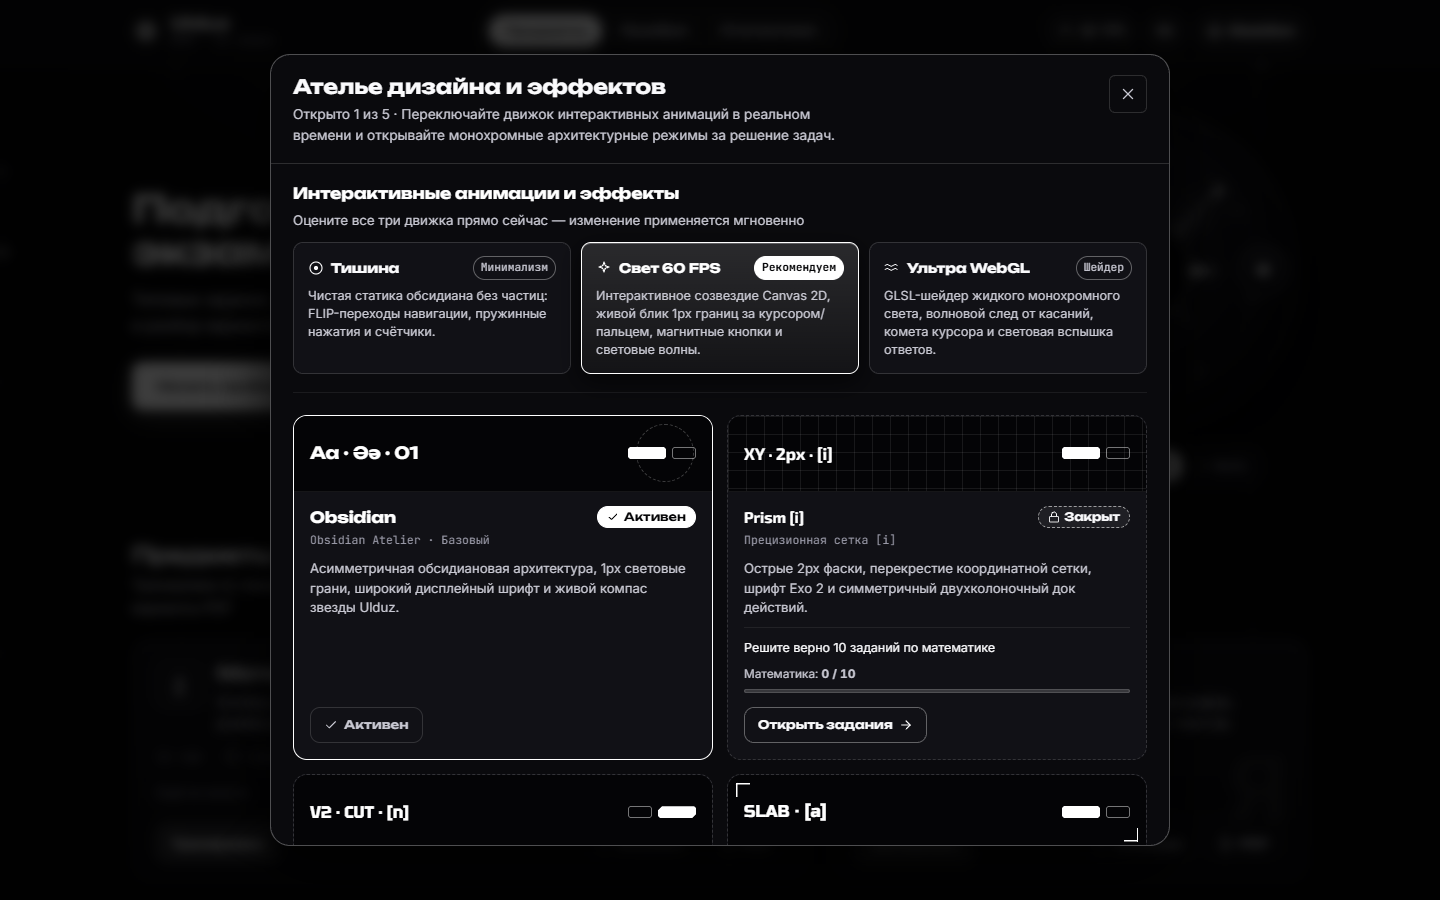 Ателье дизайна и эффектов
Открыто 1 из 5 · Переключайте движок интерактивных анимаций в реальном
времени и открывайте монохромные архитектурные режимы за решение задач.
Интерактивные анимации и эффекты
Оцените все три движка прямо сейчас — изменение применяется мгновенно
Тишина
Минимализм
Чистая статика обсидиана без частиц:
FLIP-переходы навигации, пружинные
нажатия и счётчики.
Свет 60 FPS
Рекомендуем
Интерактивное созвездие Canvas 2D,
живой блик 1px границ за курсором/
пальцем, магнитные кнопки и
световые волны.
Ультра WebGL
Шейдер
GLSL-шейдер жидкого монохромного
света, волновой след от касаний,
комета курсора и световая вспышка
ответов.
Aa · Əə · 01
Obsidian
Активен
Obsidian Atelier · Базовый
Асимметричная обсидиановая архитектура, 1px световые
грани, широкий дисплейный шрифт и живой компас
звезды Ulduz.
Активен
XY · 2px · [i]
Prism [i]
Закрыт
Прецизионная сетка [i]
Острые 2px фаски, перекрестие координатной сетки,
шрифт Exo 2 и симметричный двухколоночный док
действий.
Решите верно 10 заданий по математике
Математика: 0 / 10
Открыть задания
V2 · CUT · [n]
SLAB · [a]